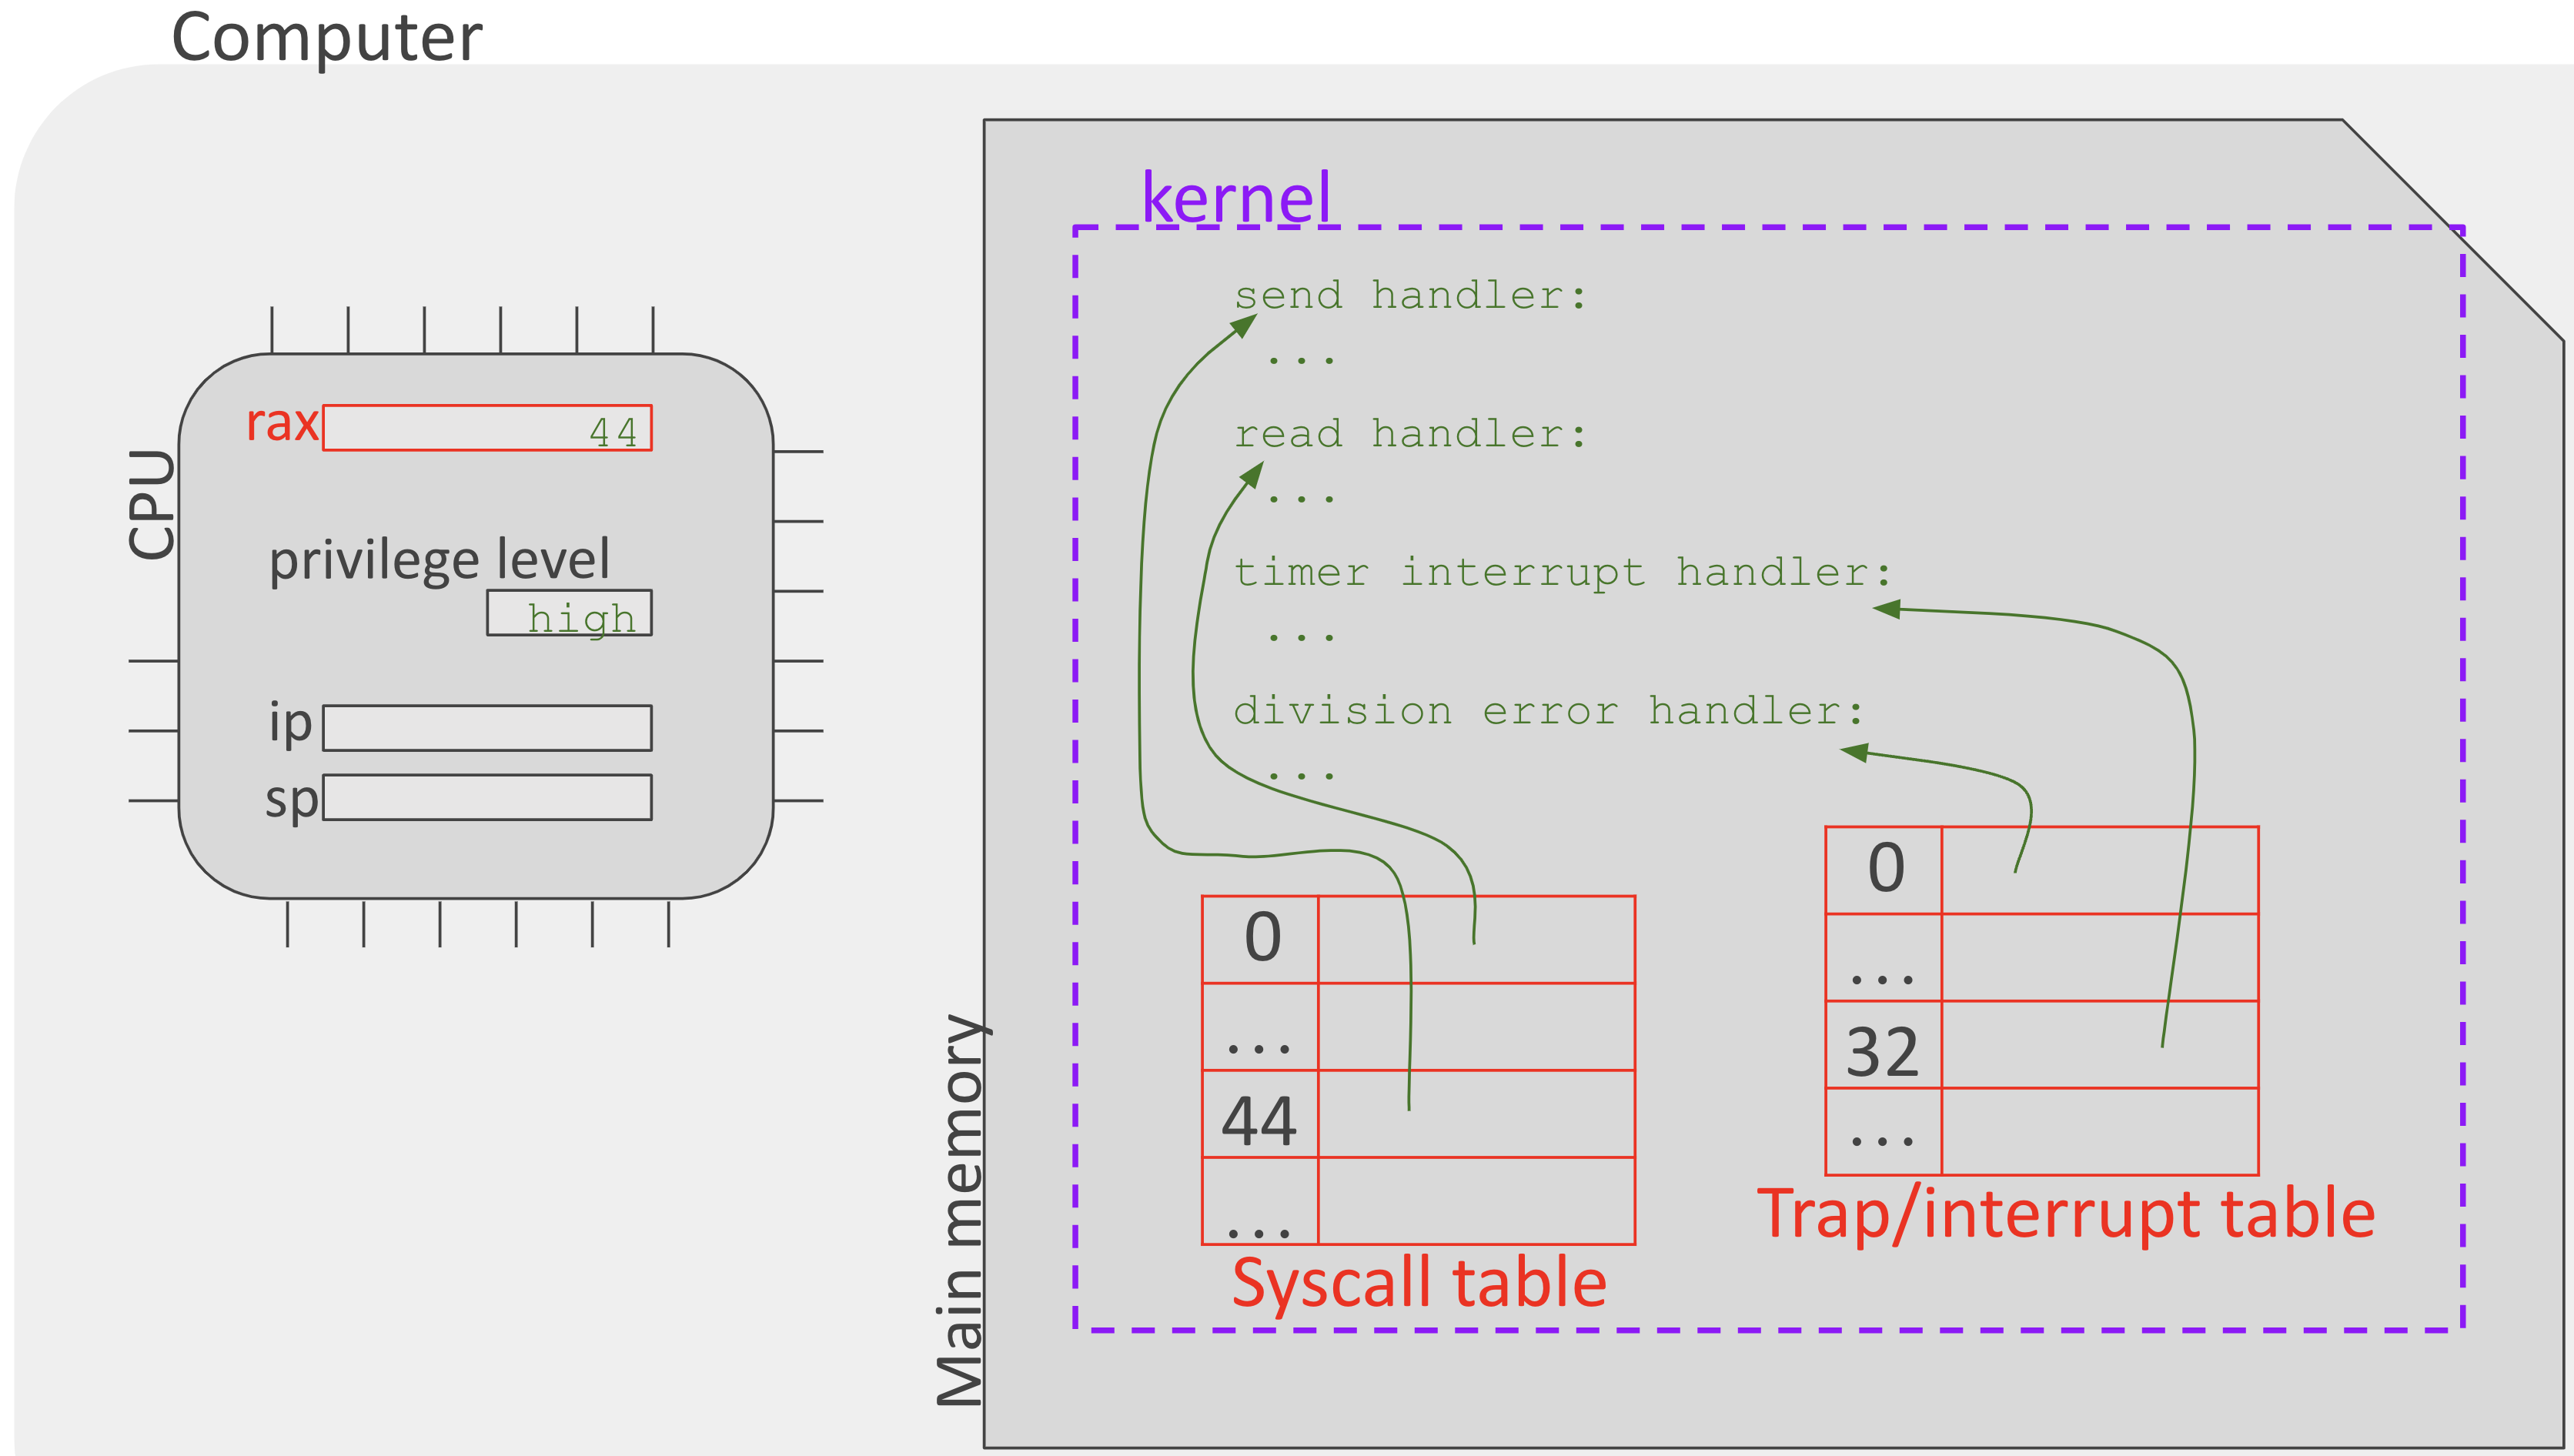 Computer
CPU
rax 44
privilege level
high
ip
sp
Main memory
kernel
send handler:
...
read handler:
...
timer interrupt handler:
...
division error handler:
...
0
...
44
...
Syscall table
0
...
32
...
Trap/interrupt table